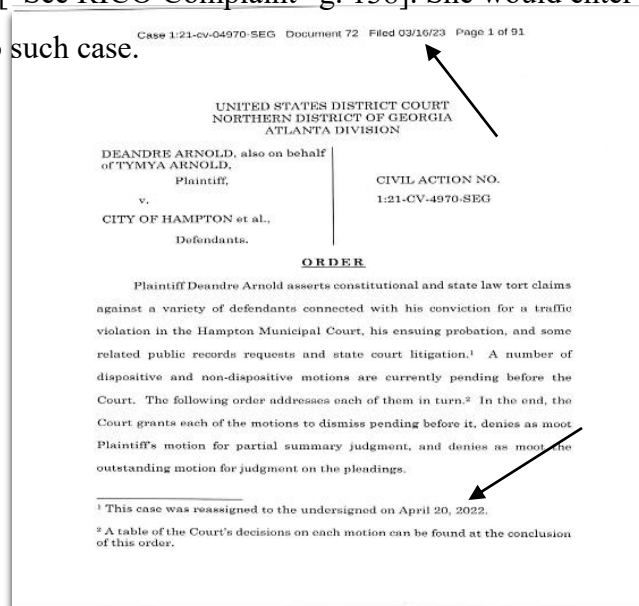 [ See RICO Complaint g. 138]. She would enter
such case.
Case 1:21-cv-04970-SEG Document 72 Filed 03/16/23 Page 1 of 91
UNITED STATES DISTRICT COURT
NORTHERN DISTRICT OF GEORGIA
ATLANTA DIVISION
DEANDRE ARNOLD, also on behalf
of TYMYA ARNOLD,
Plaintiff,
v.
CITY OF HAMPTON et al.,
Defendants.
CIVIL ACTION NO.
1:21-CV-4970-SEG
ORDER
Plaintiff Deandre Arnold asserts constitutional and state law tort claims
against a variety of defendants connected with his conviction for a traffic
violation in the Hampton Municipal Court, his ensuing probation, and some
related public records requests and state court litigation.¹ A number of
dispositive and non-dispositive motions are currently pending before the
Court. The following order addresses each of them in turn.² In the end, the
Court grants each of the motions to dismiss pending before it, denies as moot
Plaintiff's motion for partial summary judgment, and denies as moot the
outstanding motion for judgment on the pleadings.
¹ This case was reassigned to the undersigned on April 20, 2022.
² A table of the Court's decisions on each motion can be found at the conclusion
of this order.